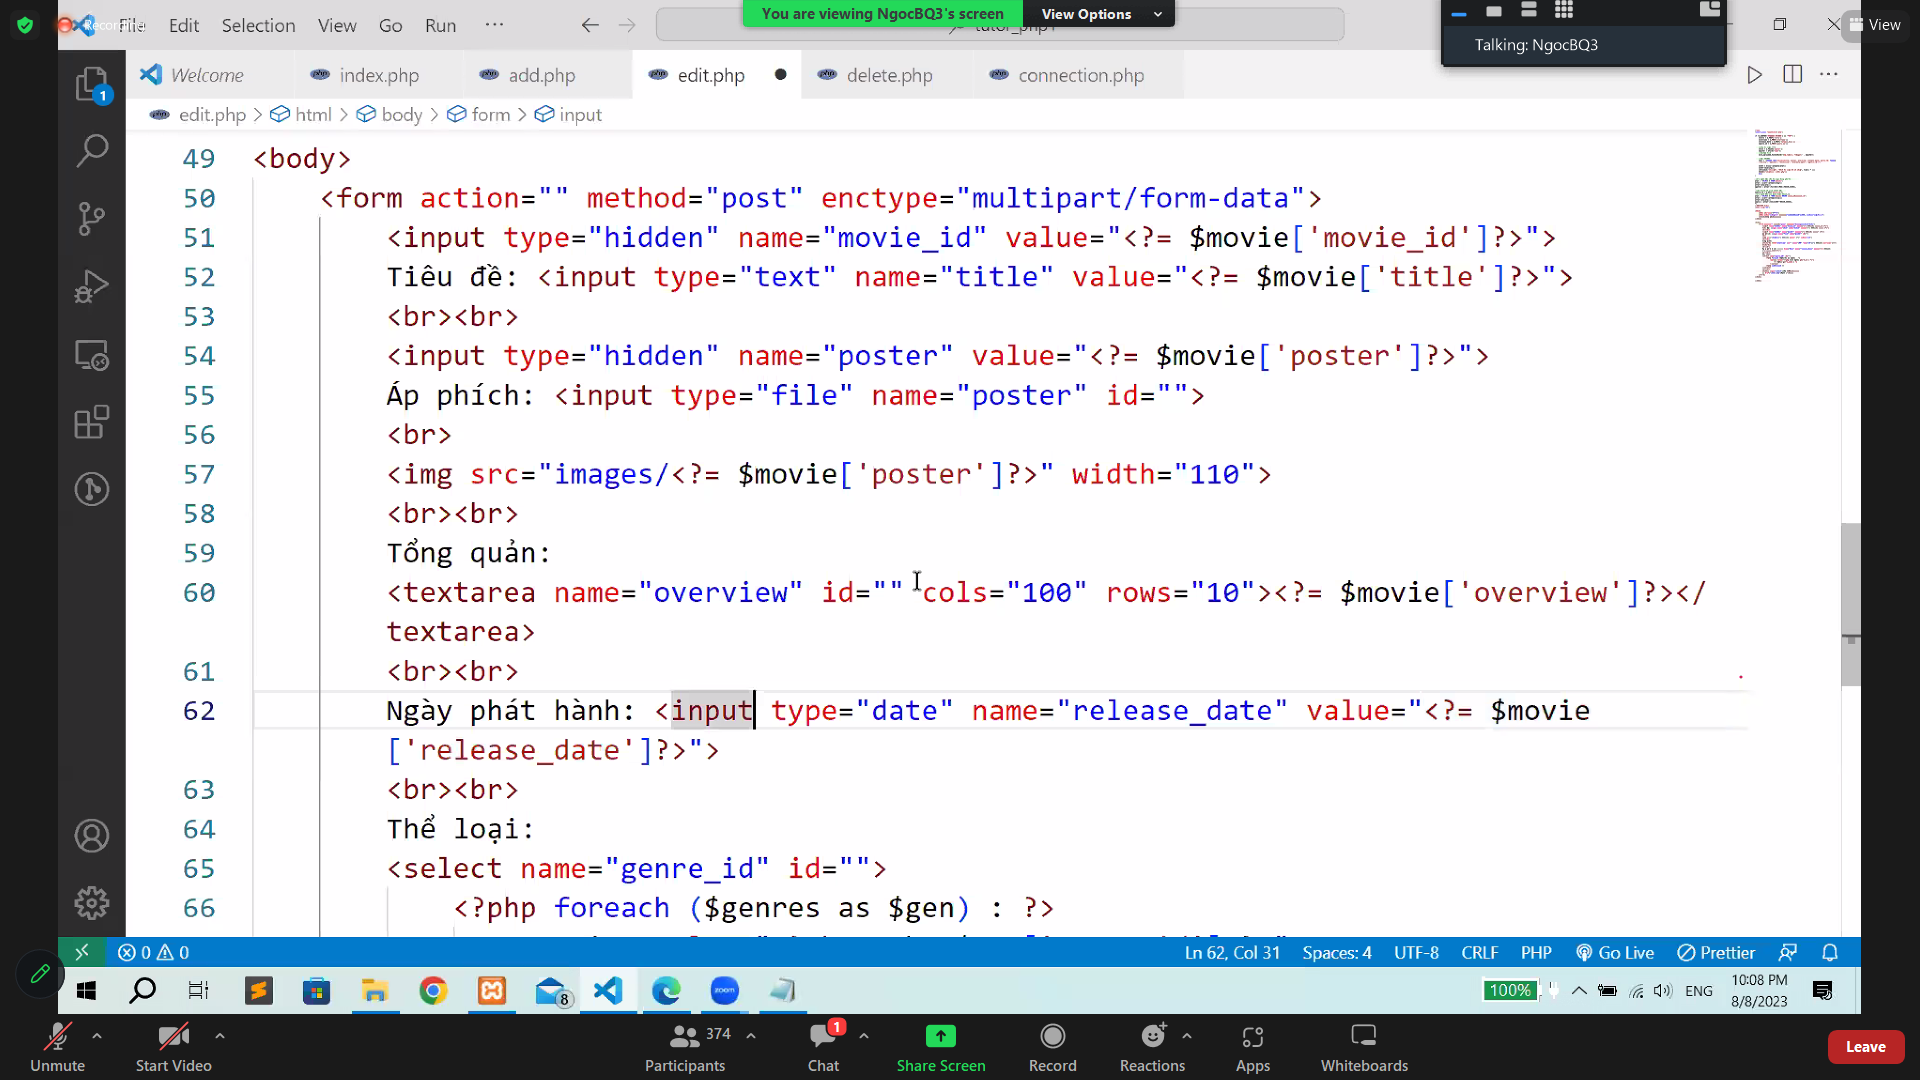 Recording
File Edit Selection View Go Run ···
tutor_php1
You are viewing NgocBQ3's screen View Options
Talking: NgocBQ3
View
Welcome index.php add.php edit.php delete.php connection.php
edit.php > html > body > form > input
49 <body>
50 <form action="" method="post" enctype="multipart/form-data">
51 <input type="hidden" name="movie_id" value="<?= $movie['movie_id']?>">
52 Tiêu đề: <input type="text" name="title" value="<?= $movie['title']?>">
53 <br><br>
54 <input type="hidden" name="poster" value="<?= $movie['poster']?>">
55 Áp phích: <input type="file" name="poster" id="">
56 <br>
57 <img src="images/<?= $movie['poster']?>" width="110">
58 <br><br>
59 Tổng quản:
60 <textarea name="overview" id="" cols="100" rows="10"><?= $movie['overview']?></
textarea>
61 <br><br>
62 Ngày phát hành: <input type="date" name="release_date" value="<?= $movie
['release_date']?>">
63 <br><br>
64 Thể loại:
65 <select name="genre_id" id="">
66 <?php foreach ($genres as $gen) : ?>
1
0 0 Ln 62, Col 31 Spaces: 4 UTF-8 CRLF PHP Go Live Prettier
8 zoom 100% ENG 10:08 PM
8/8/2023
Unmute Start Video Participants 374 Chat 1 Share Screen Record Reactions Apps Whiteboards Leave